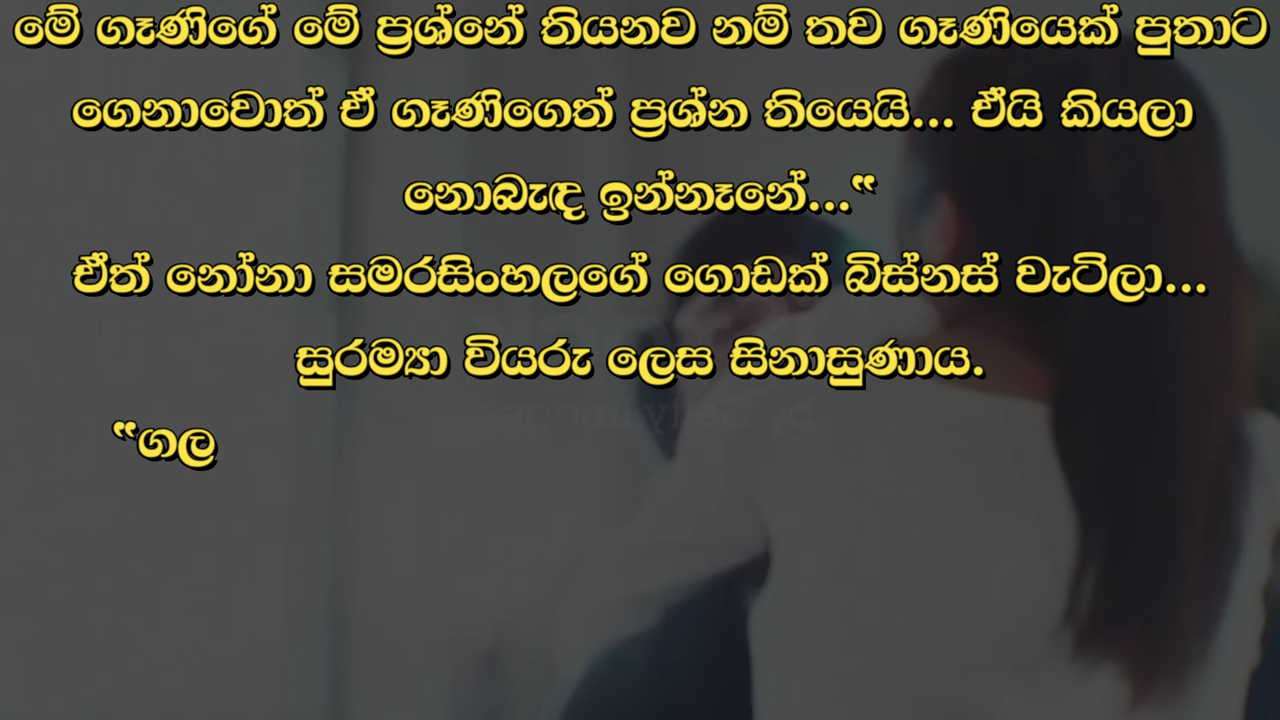 මේ ගෑණිගේ මේ ප්‍රශ්නේ තියනව නම් තව ගෑණියෙක් පුතාට
ගෙනාවොත් ඒ ගෑණිගෙත් ප්‍රශ්න තියෙයි... ඒයි කියලා
නොබැඳ ඉන්නෑනේ...‟
ඒත් නෝනා සමරසිංහලගේ ගොඩක් බිස්නස් වැටිලා...
සුරම්‍යා වියරු ලෙස සිනාසුණාය.
‟ගල